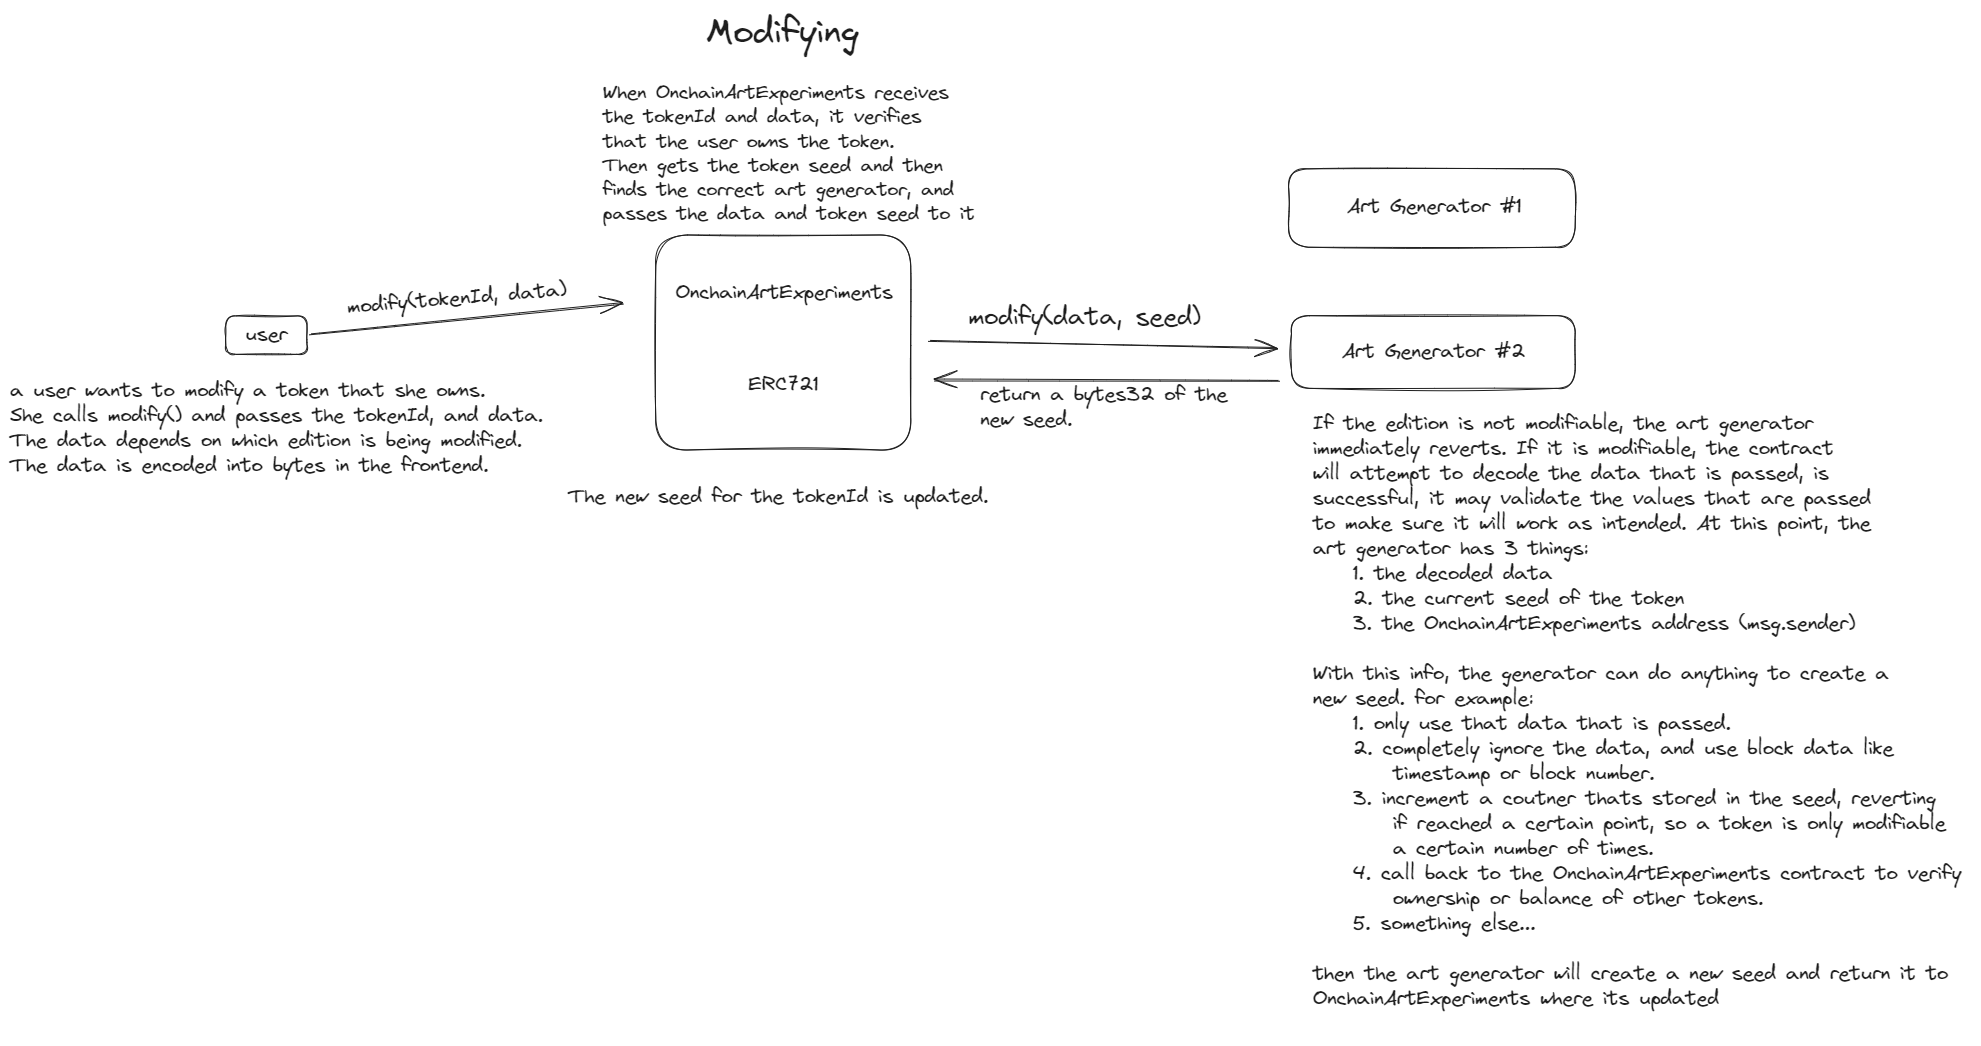 Modifying
When OnchainArtExperiments receives
the tokenId and data, it verifies
that the user owns the token.
Then gets the token seed and then
finds the correct art generator, and
passes the data and token seed to it
Art Generator #1
OnchainArtExperiments
modify(tokenId, data)
user
modify(data, seed)
Art Generator #2
ERC721
return a bytes32 of the
new seed.
a user wants to modify a token that she owns.
She calls modify() and passes the tokenId, and data.
The data depends on which edition is being modified.
The data is encoded into bytes in the frontend.
The new seed for the tokenId is updated.
If the edition is not modifiable, the art generator
immediately reverts. If it is modifiable, the contract
will attempt to decode the data that is passed, is
successful, it may validate the values that are passed
to make sure it will work as intended. At this point, the
art generator has 3 things:
1. the decoded data
2. the current seed of the token
3. the OnchainArtExperiments address (msg.sender)
With this info, the generator can do anything to create a
new seed. for example:
1. only use that data that is passed.
2. completely ignore the data, and use block data like
timestamp or block number.
3. increment a coutner thats stored in the seed, reverting
if reached a certain point, so a token is only modifiable
a certain number of times.
4. call back to the OnchainArtExperiments contract to verify
ownership or balance of other tokens.
5. something else...
then the art generator will create a new seed and return it to
OnchainArtExperiments where its updated